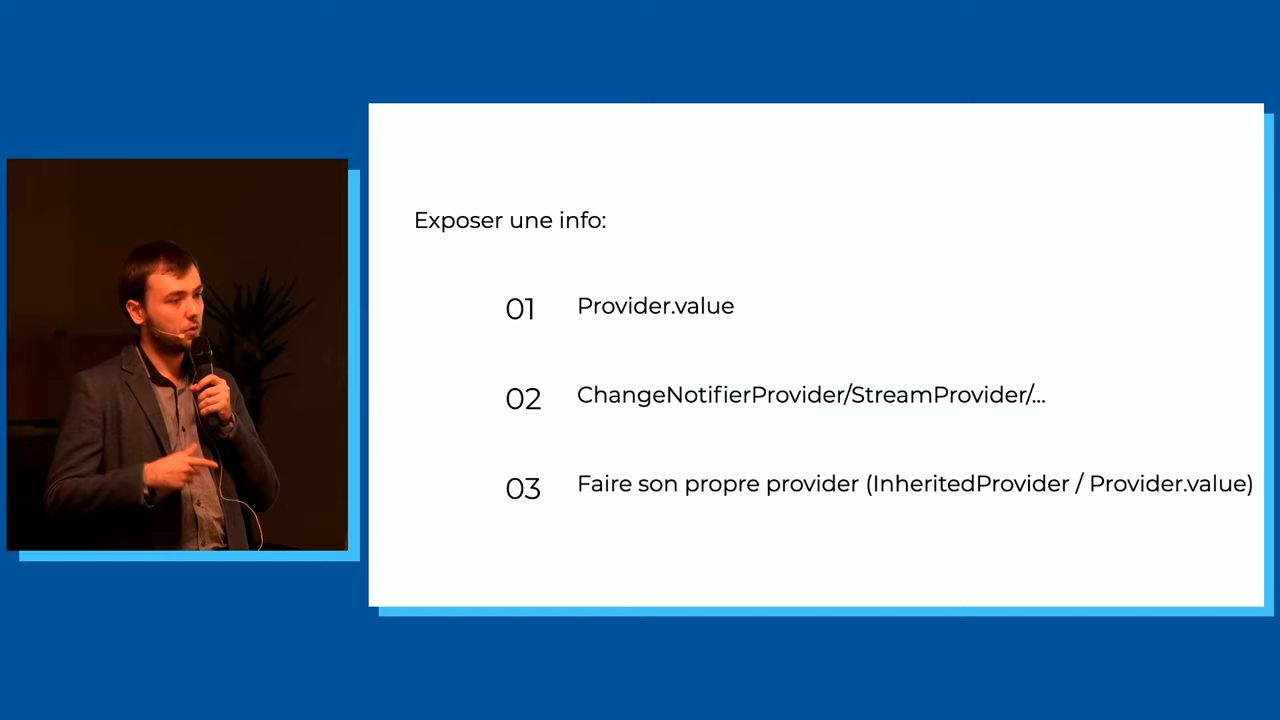 Exposer une info:
01 Provider.value
02 ChangeNotifierProvider/StreamProvider/...
03 Faire son propre provider (InheritedProvider / Provider.value)